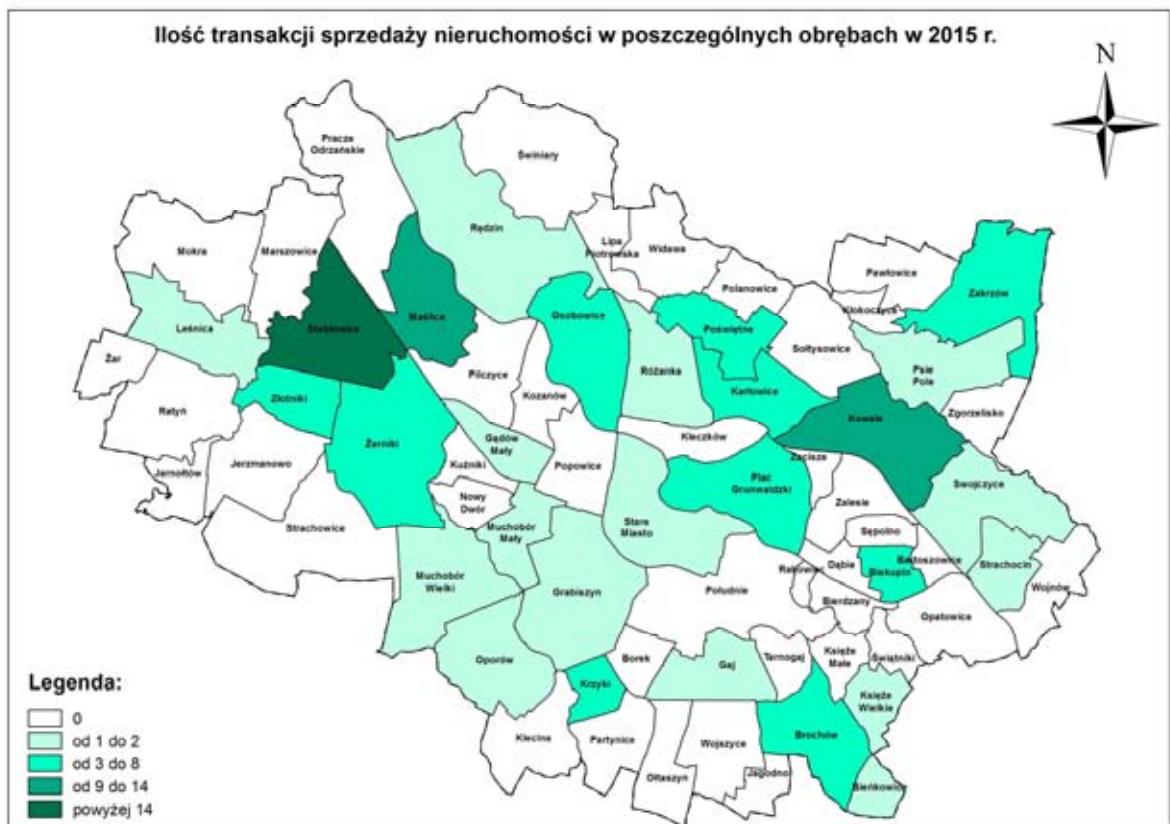 Ilość transakcji sprzedaży nieruchomości w poszczególnych obrębach w 2015 r.
N
Pracze
Odrzańskie
Świniary
Rędzin
Lipa
Piotrowska
Widawa
Mokra
Marszowice
Pawłowice
Polanowice
Zakrzów
Kłokoczyce
Maślice
Osobowice
Leśnica
Stabłowice
Poświętne
Sołtysowice
Psie
Pole
Żar
Pilczyce
Różanka
Karłowice
Złotniki
Kozanów
Ratyń
Kowale
Zgorzelisko
Żerniki
Gądów
Mały
Kleczków
Zacisze
Jerzmanowo
Kuźniki
Popowice
Jarnołtów
Plac
Grunwaldzki
Swojczyce
Nowy
Dwór
Zalesie
Strachowice
Muchobór
Mały
Stare
Miasto
Sępolno
Bartoszowice
Strachocin
Rakowiec
Dąbie
Biskupin
Wojnów
Muchobór
Wielki
Grabiszyn
Południe
Bierdzany
Opatowice
Oporów
Borek
Gaj
Tarnogaj
Księże
Małe
Świątniki
Krzyki
Księże
Wielkie
Klecina
Partynice
Wojszyce
Brochów
Ołtaszyn
Jagodno
Bieńkowice
Legenda:
0
od 1 do 2
od 3 do 8
od 9 do 14
powyżej 14